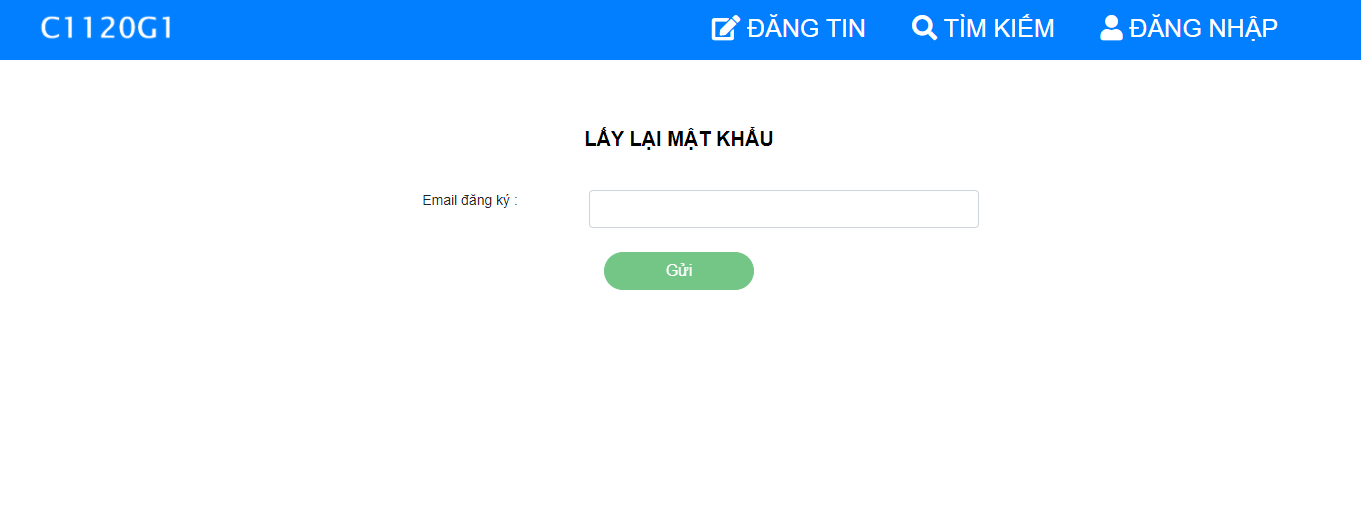 C1120G1 ĐĂNG TIN TÌM KIẾM ĐĂNG NHẬP
LẤY LẠI MẬT KHẨU
Email đăng ký :
Gửi